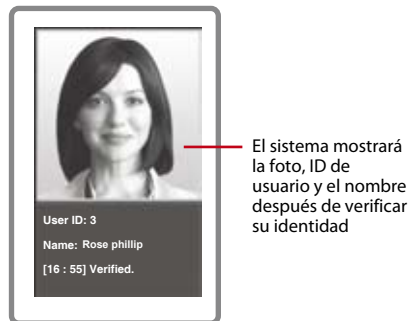 El sistema mostrará
la foto, ID de
usuario y el nombre
después de verificar
su identidad
User ID: 3
Name: Rose phillip
[16 : 55] Verified.